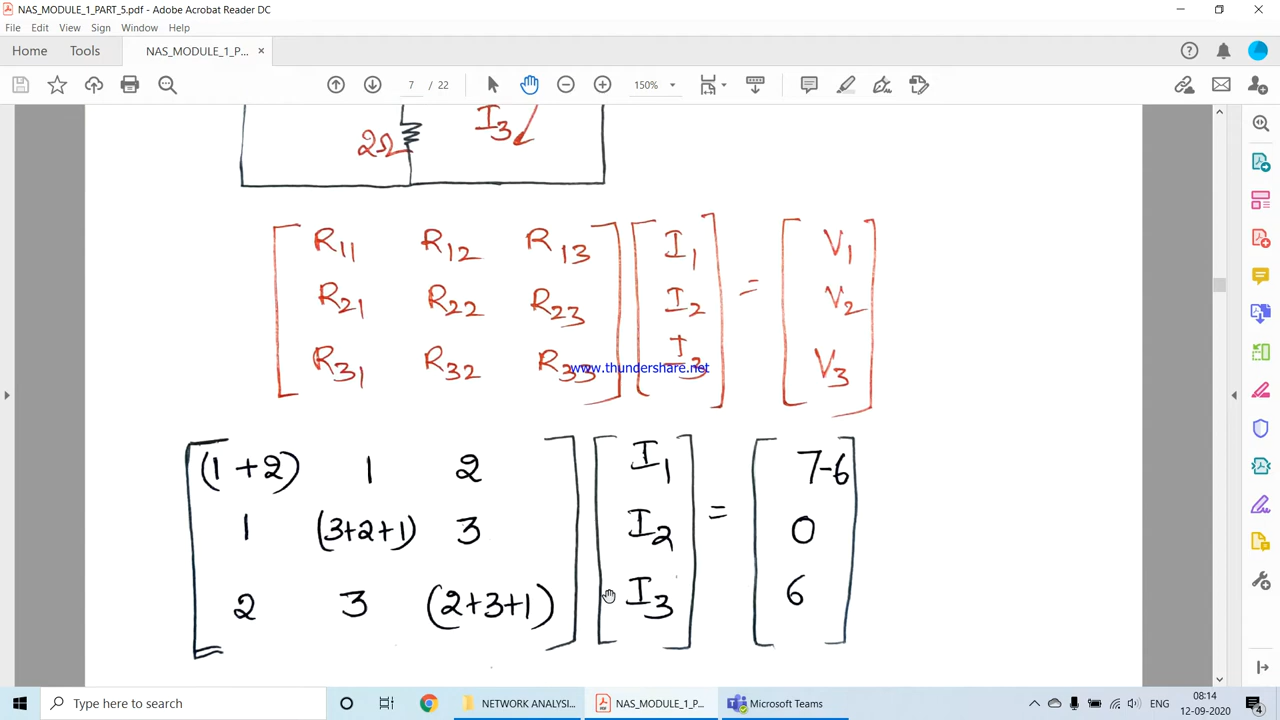 NAS_MODULE_1_PART_5.pdf - Adobe Acrobat Reader DC
File Edit View Sign Window Help
Home Tools NAS_MODULE_1_P... ×
7 / 22 150%
2Ω I3
R11 R12 R13 I1 V1
R21 R22 R23 I2 = V2
R31 R32 R33 I3 V3
www.thundershare.net
(1+2) 1 2 I1 7-6
1 (3+2+1) 3 I2 = 0
2 3 (2+3+1) I3 6
Type here to search NETWORK ANALYSI... NAS_MODULE_1_P... Microsoft Teams 08:14
12-09-2020 4